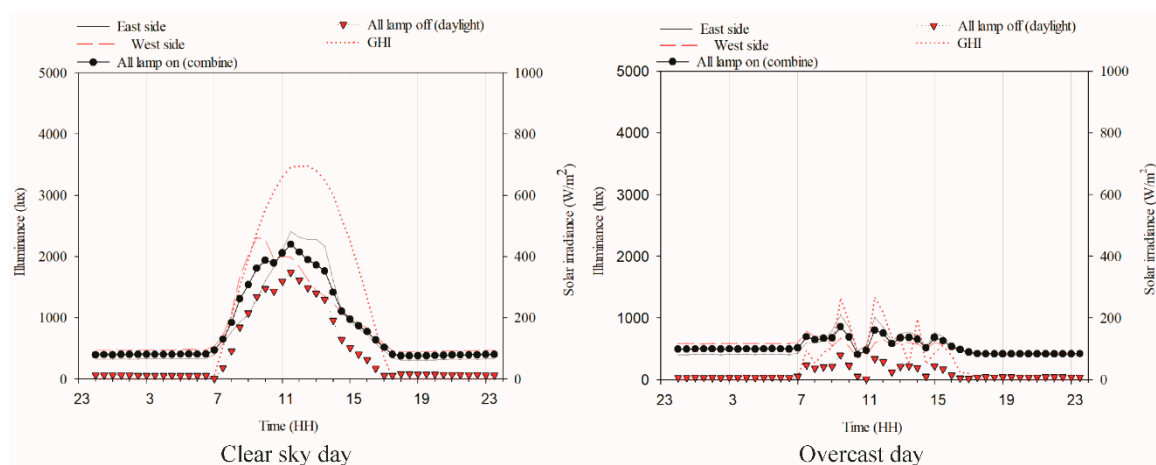 East side
West side
All lamp on (combine)
All lamp off (daylight)
GHI
5000
4000
3000
2000
1000
0
Illuminance (lux)
1000
800
600
400
200
0
Solar irradiance (W/m²)
23 3 7 11 15 19 23
Time (HH)
Clear sky day
East side
West side
All lamp on (combine)
All lamp off (daylight)
GHI
5000
4000
3000
2000
1000
0
Illuminance (lux)
1000
800
600
400
200
0
Solar irradiance (W/m²)
23 3 7 11 15 19 23
Time (HH)
Overcast day